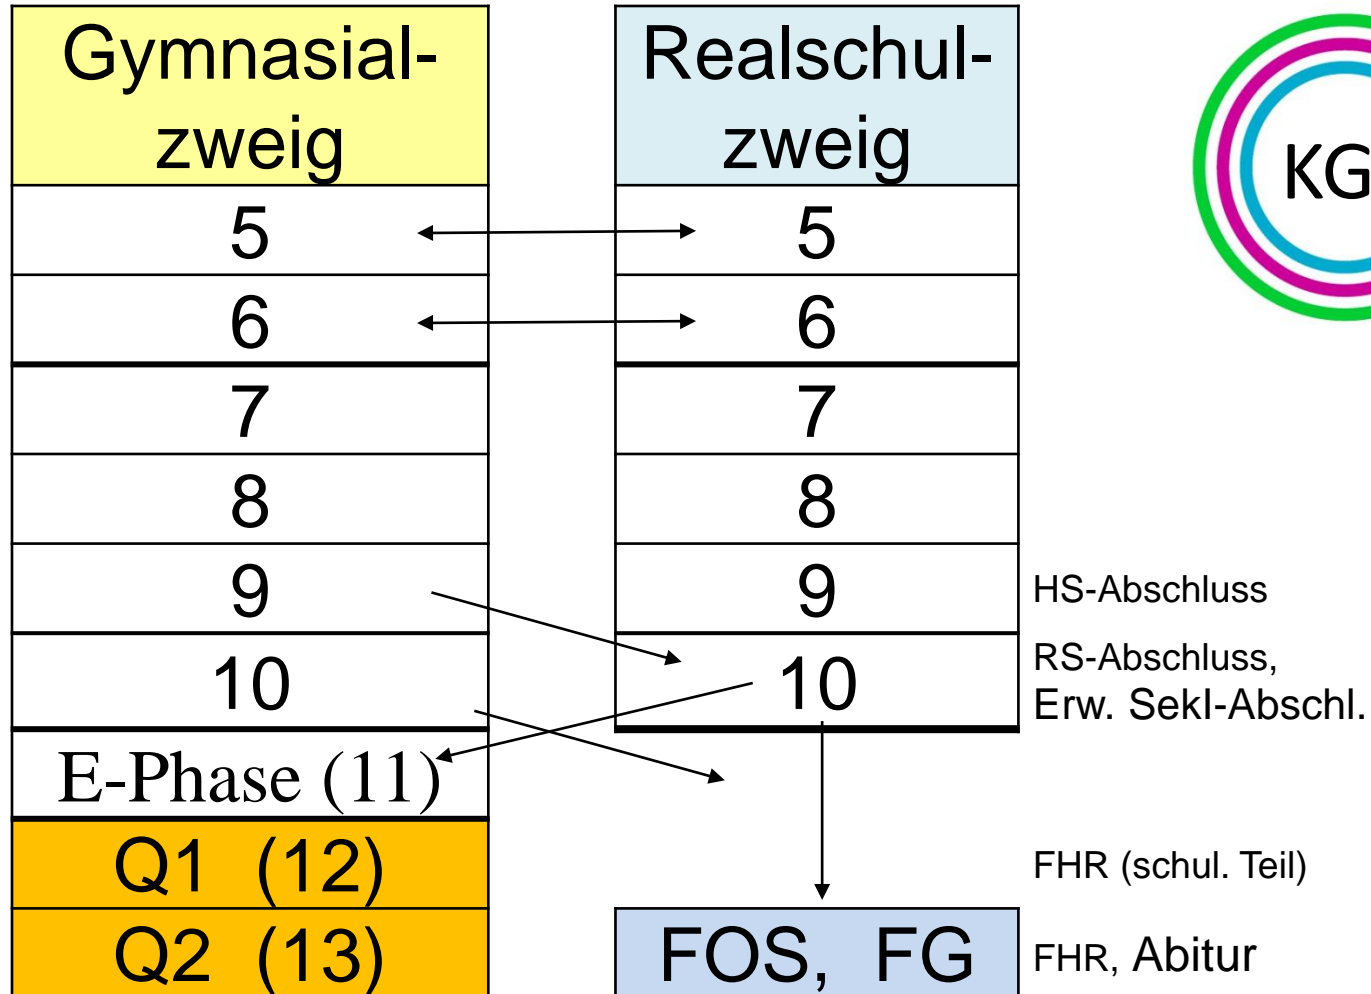 Gymnasial-
zweig
Realschul-
zweig
KG
5
5
6
6
7
7
8
8
9
9
HS-Abschluss
10
10
RS-Abschluss,
Erw. SekI-Abschl.
E-Phase (11)
Q1 (12)
FHR (schul. Teil)
Q2 (13)
FOS, FG
FHR, Abitur